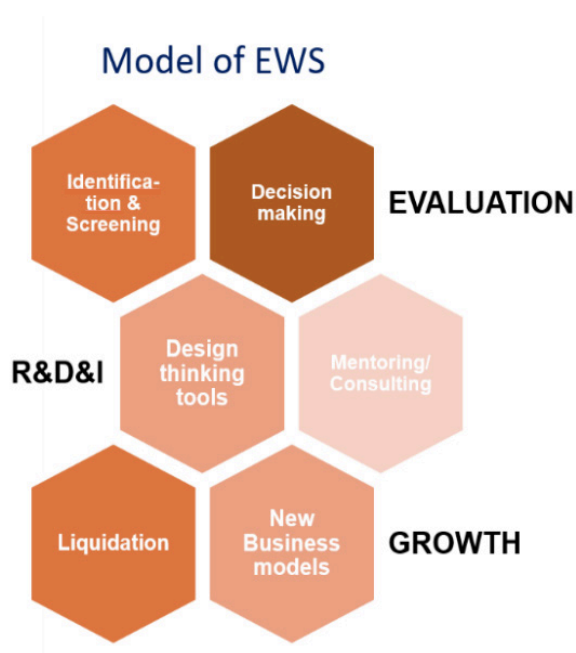 Model of EWS
Identifica-
tion &
Screening
Decision
making
EVALUATION
R&D&I
Design
thinking
tools
Mentoring/
Consulting
Liquidation
New
Business
models
GROWTH